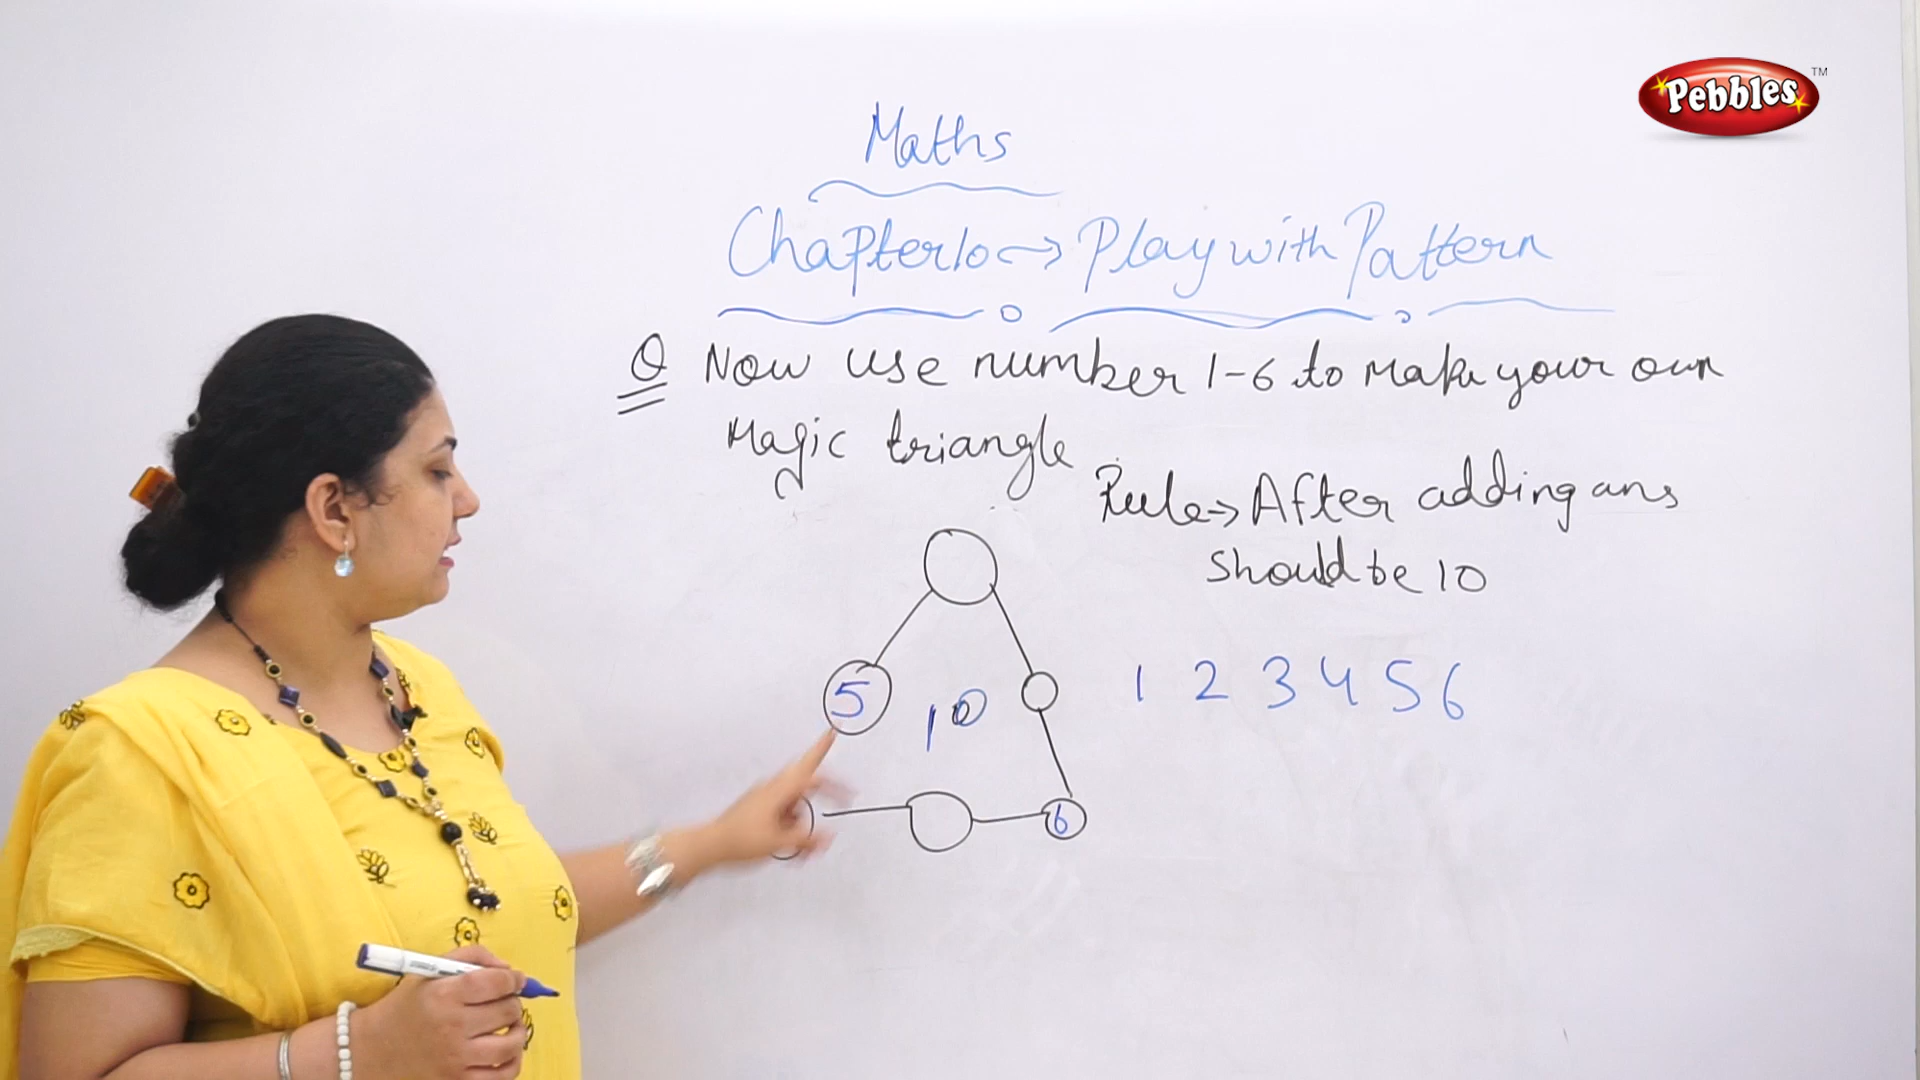 Pebbles TM
Maths
Chapter 10 → Play with Pattern
Q Now use number 1-6 to make your own
Magic triangle
Rule → After adding ans
should be 10
5 10
1 2 3 4 5 6
6